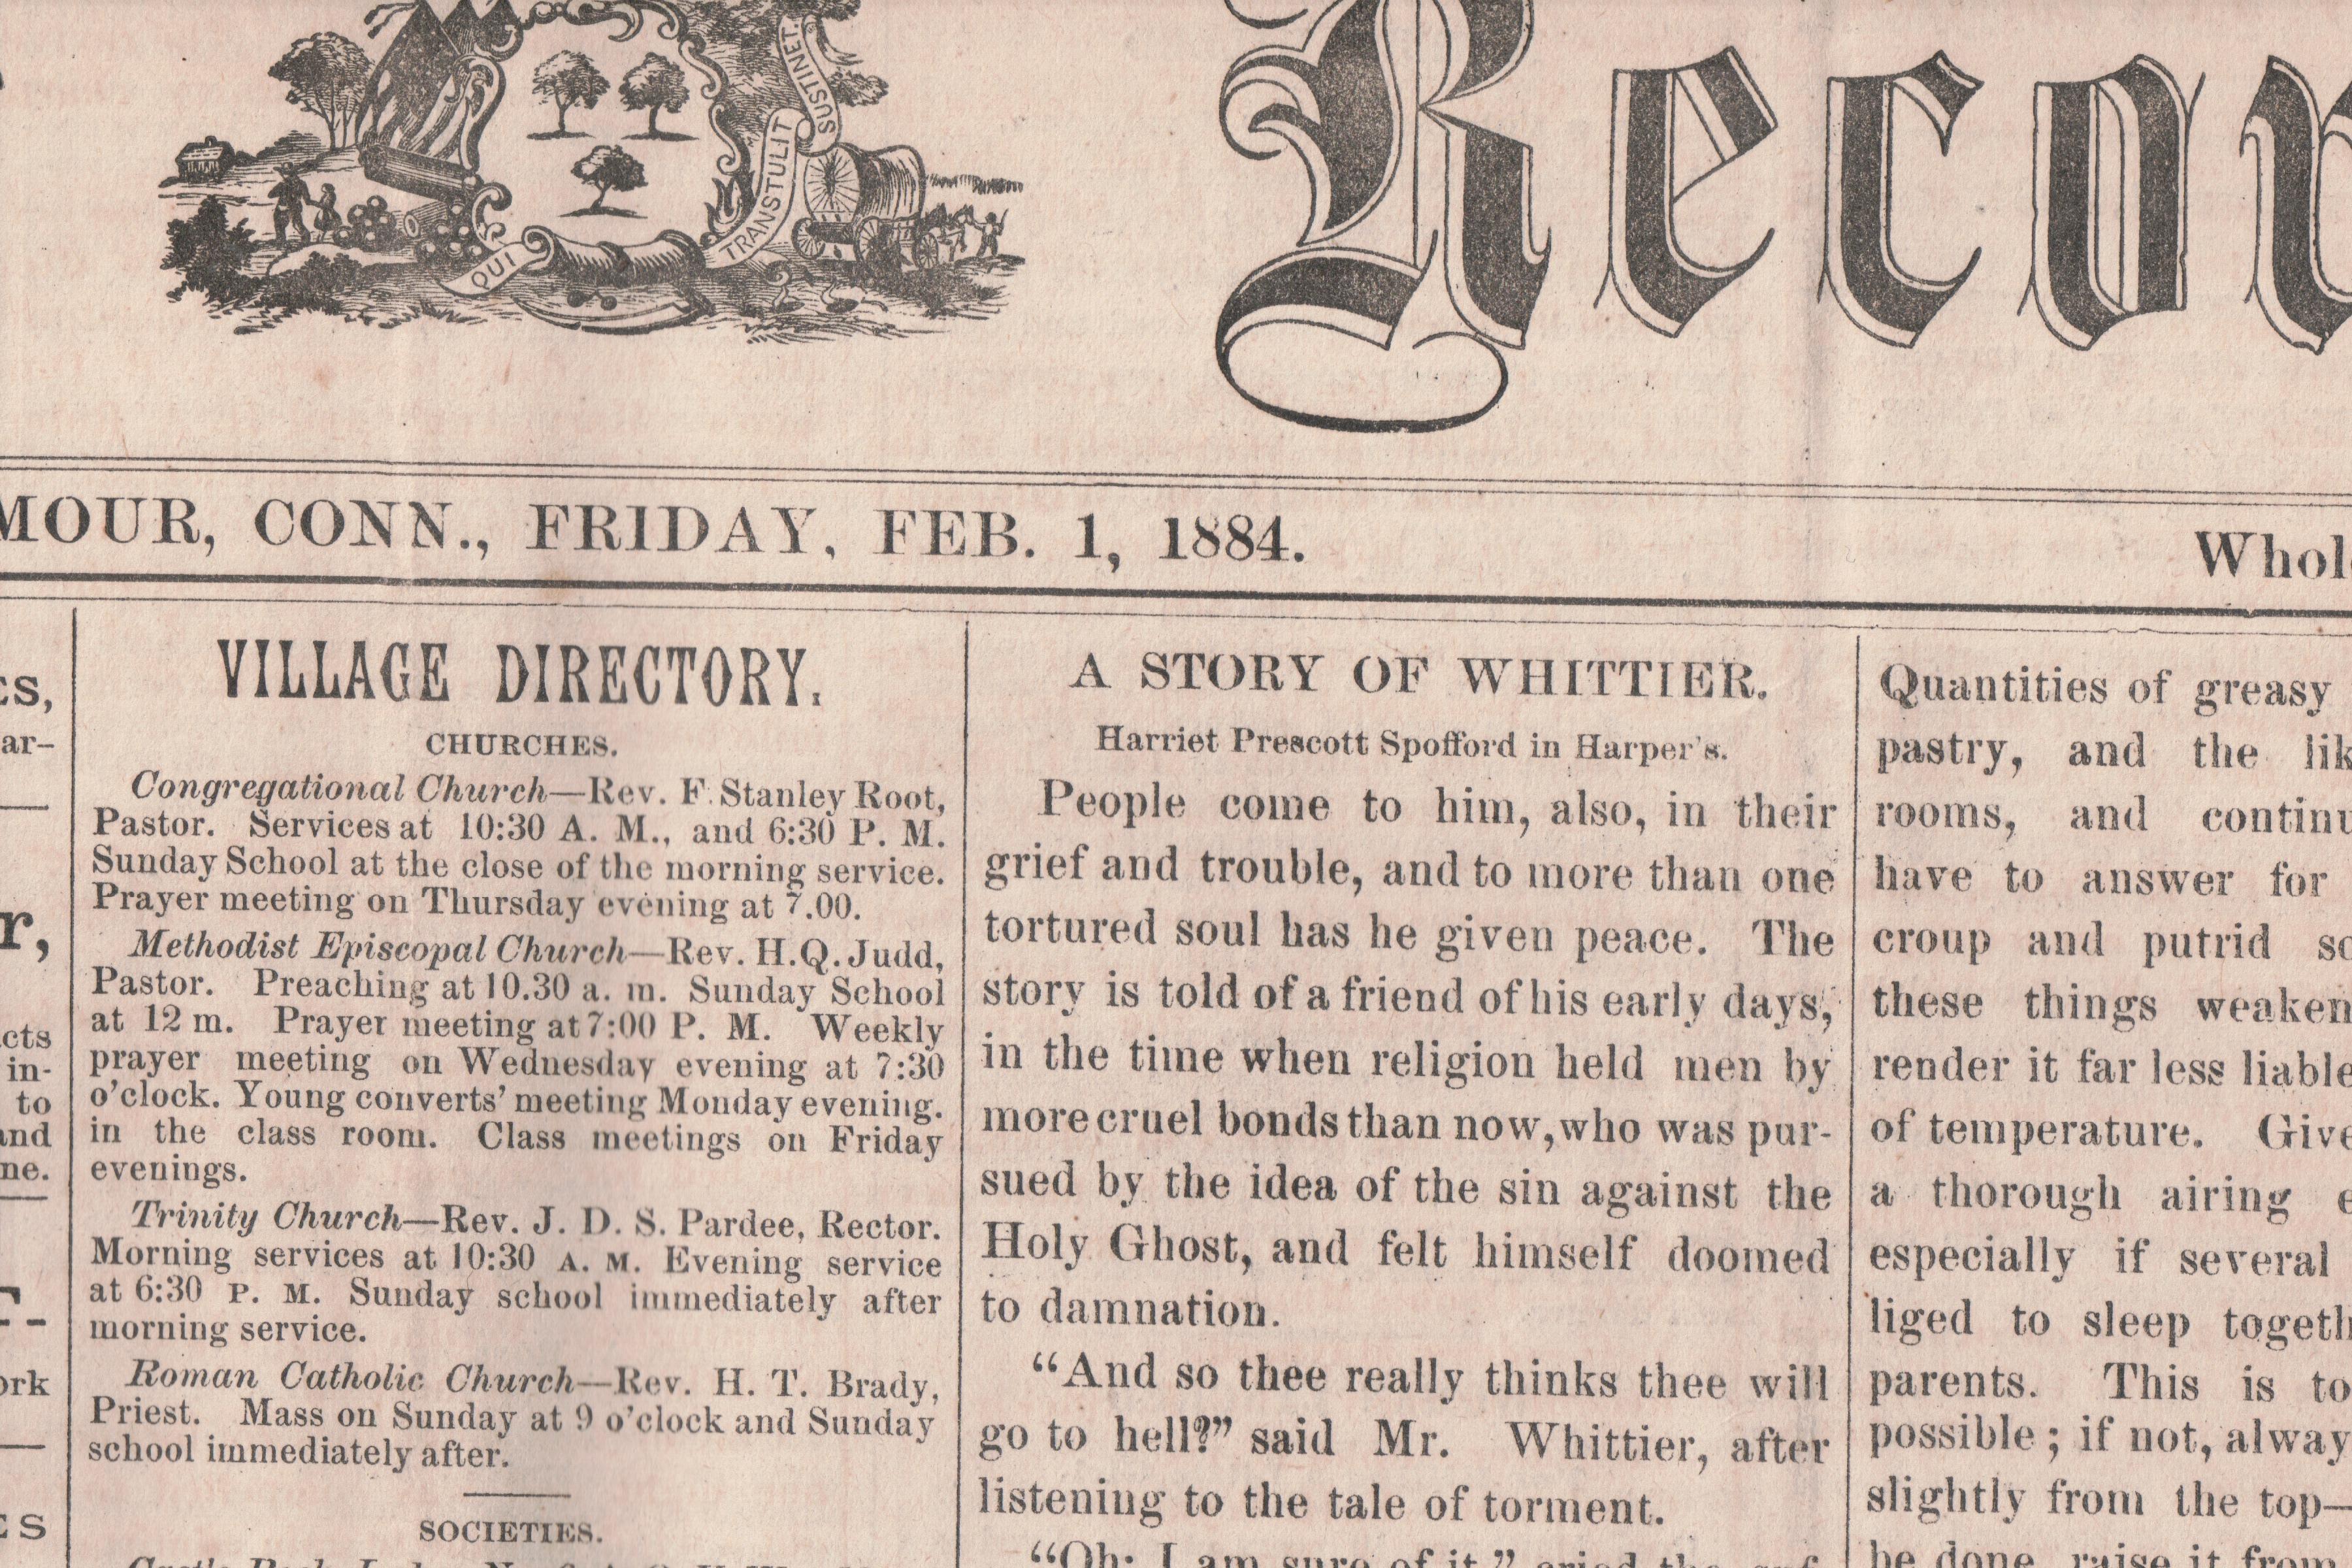 QUI TRANSTULIT SUSTINET
Recor
MOUR, CONN., FRIDAY, FEB. 1, 1884.
Whol
ES,
ar-
r,
cts
in-
to
and
ne.
ork
ES
VILLAGE DIRECTORY.
CHURCHES.
Congregational Church—Rev. F. Stanley Root,
Pastor. Services at 10:30 A. M., and 6:30 P. M.
Sunday School at the close of the morning service.
Prayer meeting on Thursday evening at 7.00.
Methodist Episcopal Church—Rev. H.Q. Judd,
Pastor. Preaching at 10.30 a. m. Sunday School
at 12 m. Prayer meeting at 7:00 P. M. Weekly
prayer meeting on Wednesday evening at 7:30
o'clock. Young converts' meeting Monday evening.
in the class room. Class meetings on Friday
evenings.
Trinity Church—Rev. J. D. S. Pardee, Rector.
Morning services at 10:30 A. M. Evening service
at 6:30 P. M. Sunday school immediately after
morning service.
Roman Catholic Church—Rev. H. T. Brady,
Priest. Mass on Sunday at 9 o'clock and Sunday
school immediately after.
SOCIETIES.
A STORY OF WHITTIER.
Harriet Prescott Spofford in Harper's.
People come to him, also, in their
grief and trouble, and to more than one
tortured soul has he given peace. The
story is told of a friend of his early days,
in the time when religion held men by
more cruel bonds than now, who was pur-
sued by the idea of the sin against the
Holy Ghost, and felt himself doomed
to damnation.
"And so thee really thinks thee will
go to hell?" said Mr. Whittier, after
listening to the tale of torment.
"Oh; I am sure of it," cried the suf-
Quantities of greasy
pastry, and the lik
rooms, and continu
have to answer for
croup and putrid so
these things weaken
render it far less liable
of temperature. Give
a thorough airing e
especially if several
liged to sleep togeth
parents. This is to
possible; if not, alway
slightly from the top—
be done, raise it from